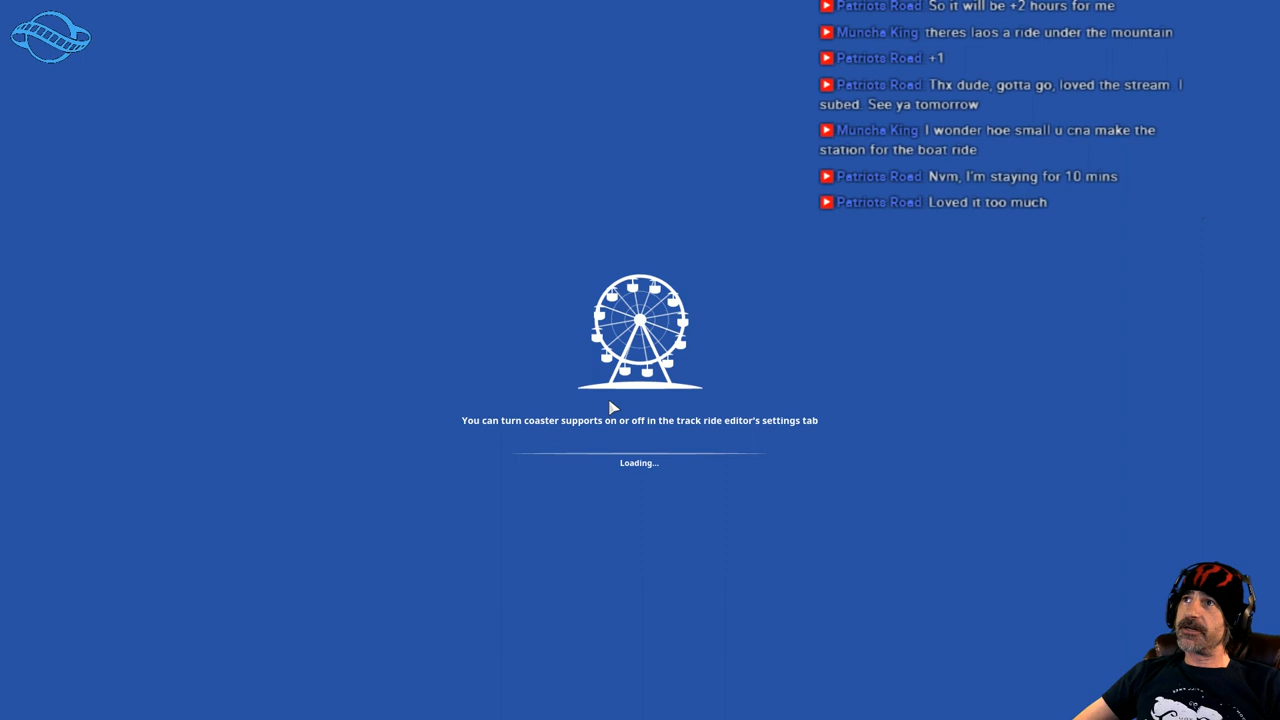 Patriots Road So it will be +2 hours for me
Muncha King theres laos a ride under the mountain
Patriots Road +1
Patriots Road Thx dude, gotta go, loved the stream. I
subed. See ya tomorrow
Muncha King I wonder hoe small u cna make the
station for the boat ride
Patriots Road Nvm, I'm staying for 10 mins
Patriots Road Loved it too much
You can turn coaster supports on or off in the track ride editor's settings tab
Loading...